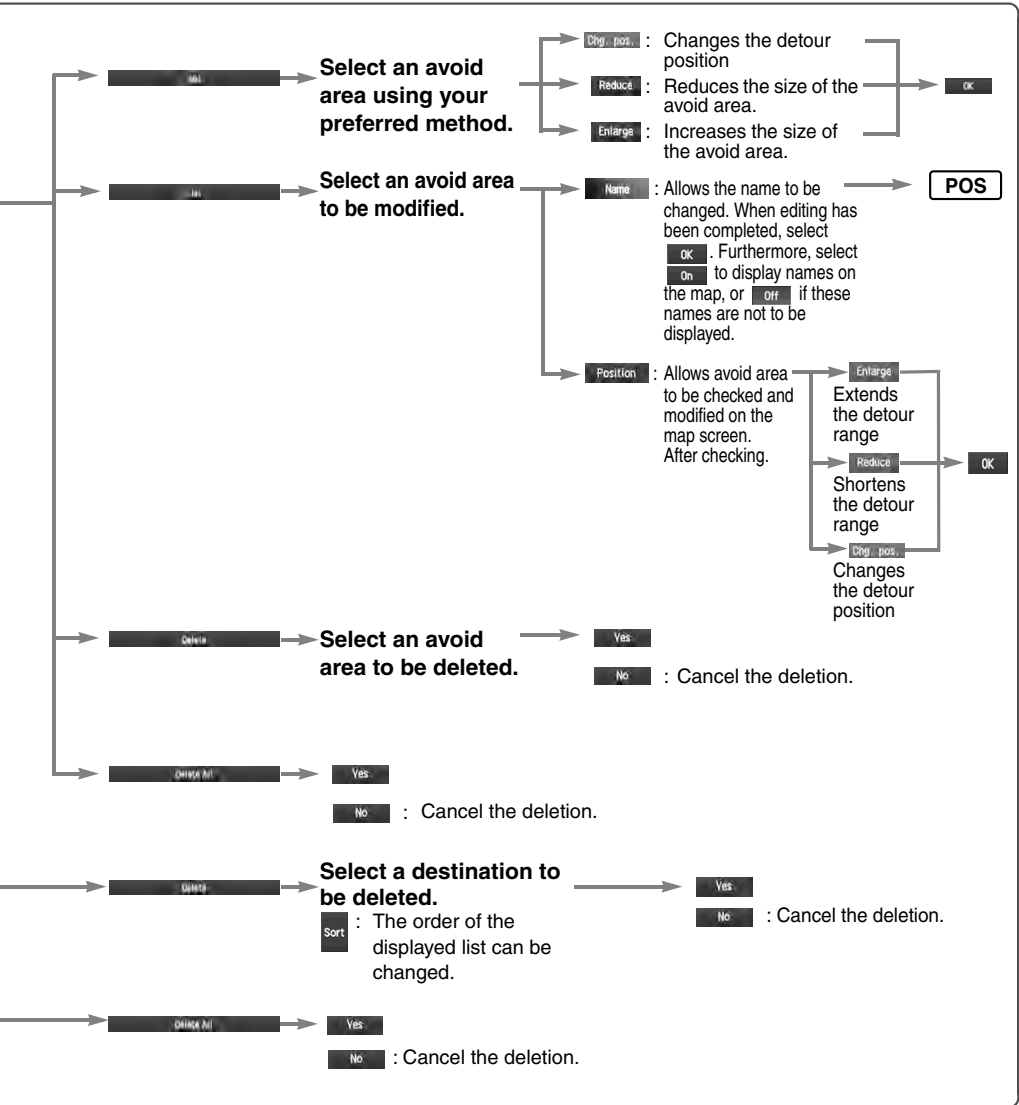 Select an avoid
area using your
preferred method.
Chg. pos. : Changes the detour
position
Reduce : Reduces the size of the
avoid area.
Enlarge : Increases the size of
the avoid area.
OK
Select an avoid area
to be modified.
Name : Allows the name to be
changed. When editing has
been completed, select
OK . Furthermore, select
On to display names on
the map, or Off if these
names are not to be
displayed.
POS
Position : Allows avoid area
to be checked and
modified on the
map screen.
After checking.
Enlarge
Extends
the detour
range
Reduce
Shortens
the detour
range
Chg. pos.
Changes
the detour
position
OK
Delete
Select an avoid
area to be deleted.
Yes
No : Cancel the deletion.
Delete All
Yes
No : Cancel the deletion.
Delete
Select a destination to
be deleted.
Sort : The order of the
displayed list can be
changed.
Yes
No : Cancel the deletion.
Delete All
Yes
No : Cancel the deletion.